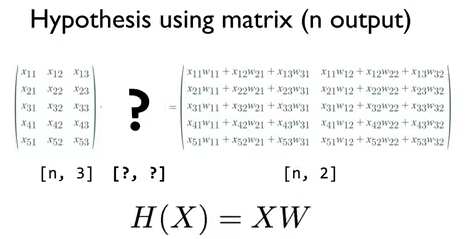 Hypothesis using matrix (n output)
x11 x12 x13
x21 x22 x23
x31 x32 x33
x41 x42 x43
x51 x52 x53
· ? =
x11w11 + x12w21 + x13w31 x11w12 + x12w22 + x13w32
x21w11 + x22w21 + x23w31 x21w12 + x22w22 + x23w32
x31w11 + x32w21 + x33w31 x31w12 + x32w22 + x33w32
x41w11 + x42w21 + x43w31 x41w12 + x42w22 + x43w32
x51w11 + x52w21 + x53w31 x51w12 + x52w22 + x53w32
[n, 3] [?, ?] [n, 2]
H(X) = XW